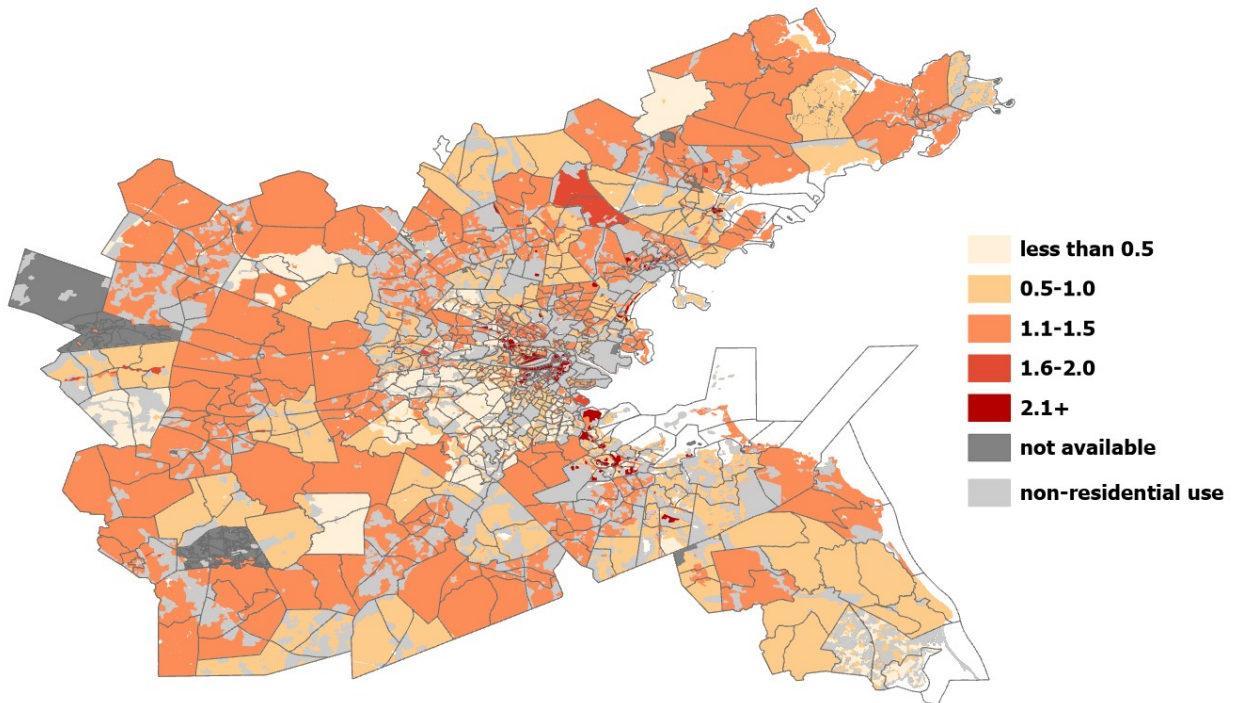 less than 0.5
0.5-1.0
1.1-1.5
1.6-2.0
2.1+
not available
non-residential use